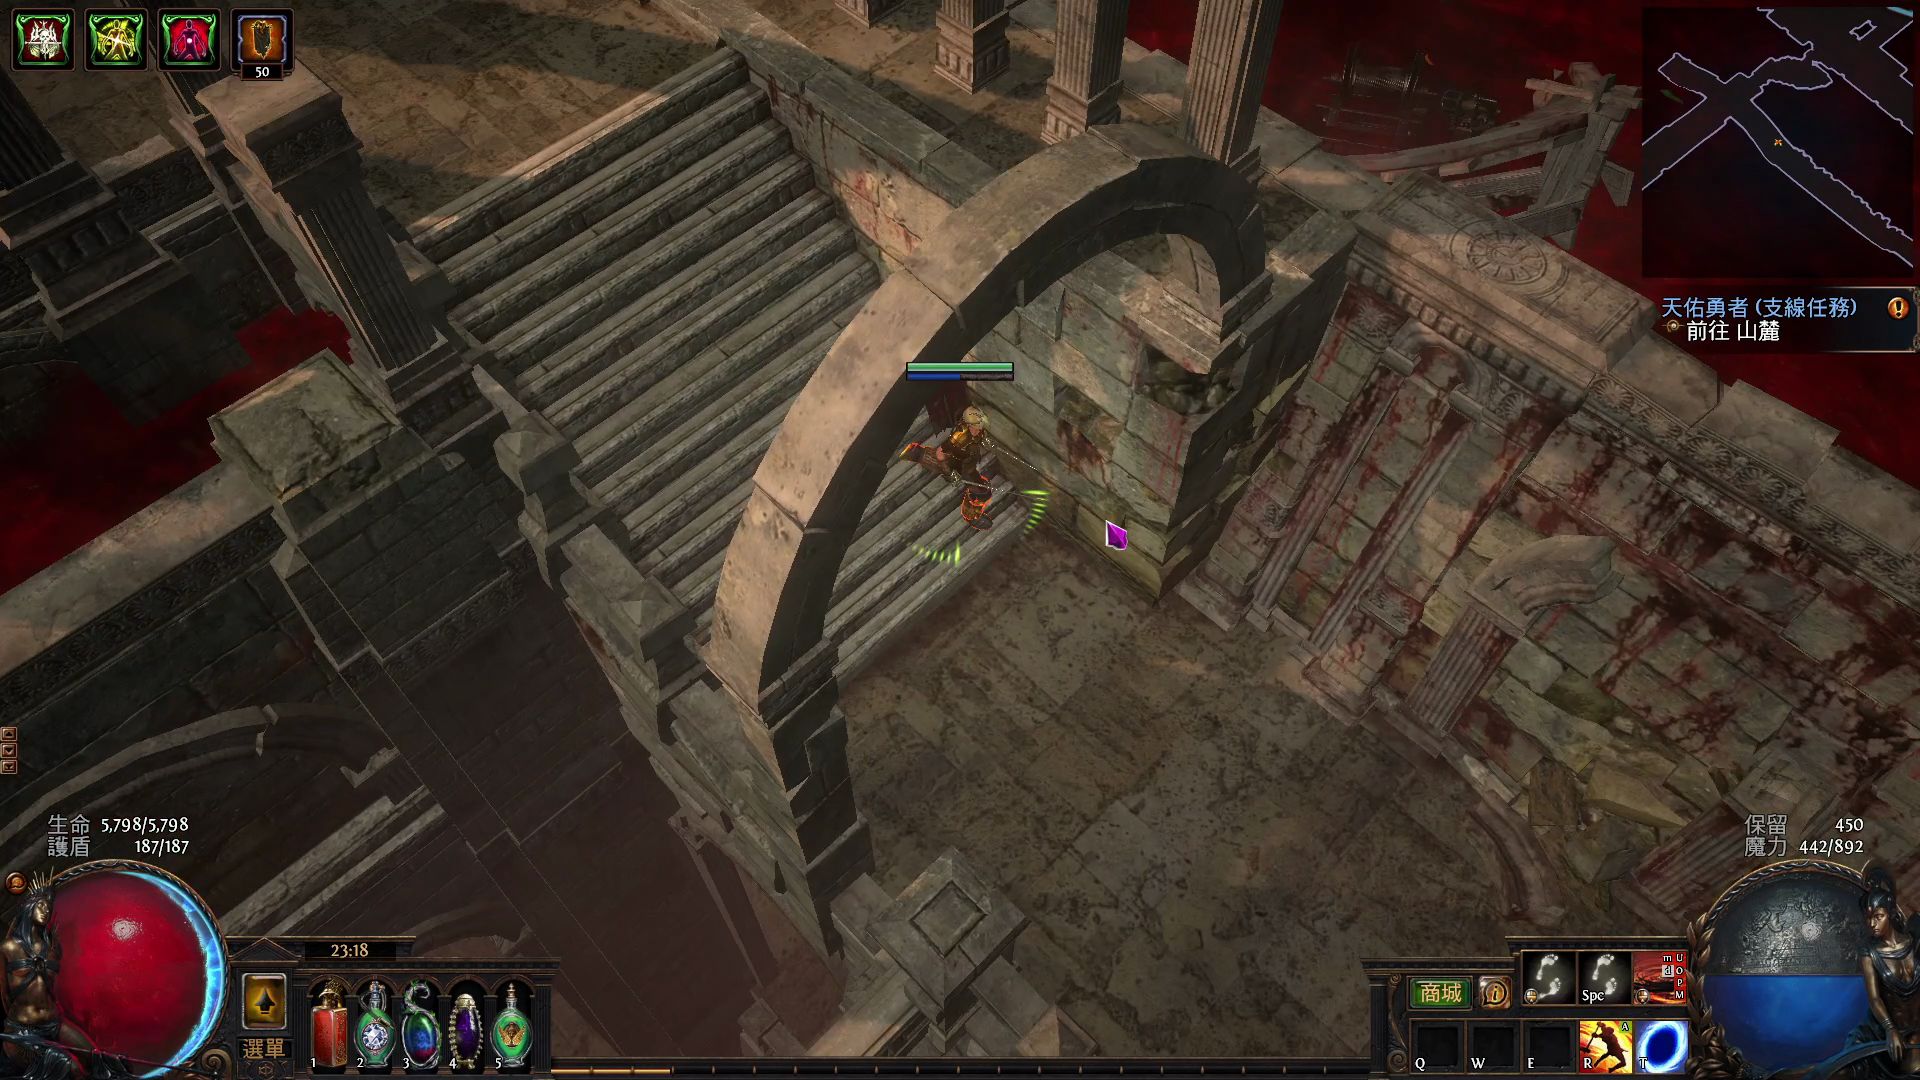 50
天佑勇者 (支線任務)
前往 山麓
生命 5,798/5,798
護盾 187/187
保留 450
魔力 442/892
23:18
選單
1
2
3
4
5
商城
Spc
m U
d O
P
M
Q
W
E
R
A
T